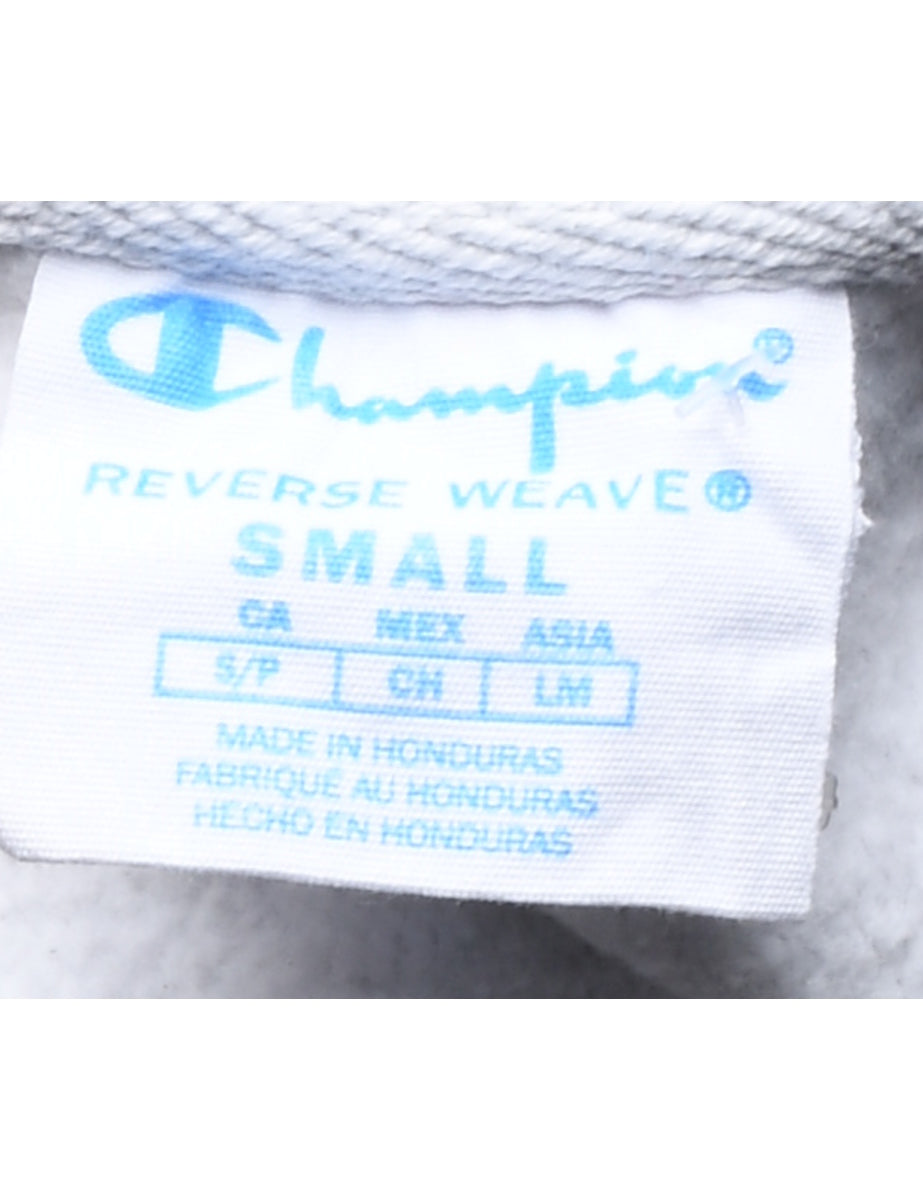 Champion®
REVERSE WEAVE®
SMALL
CA MEX ASIA
S/P CH LM
MADE IN HONDURAS
FABRIQUÉ AU HONDURAS
HECHO EN HONDURAS